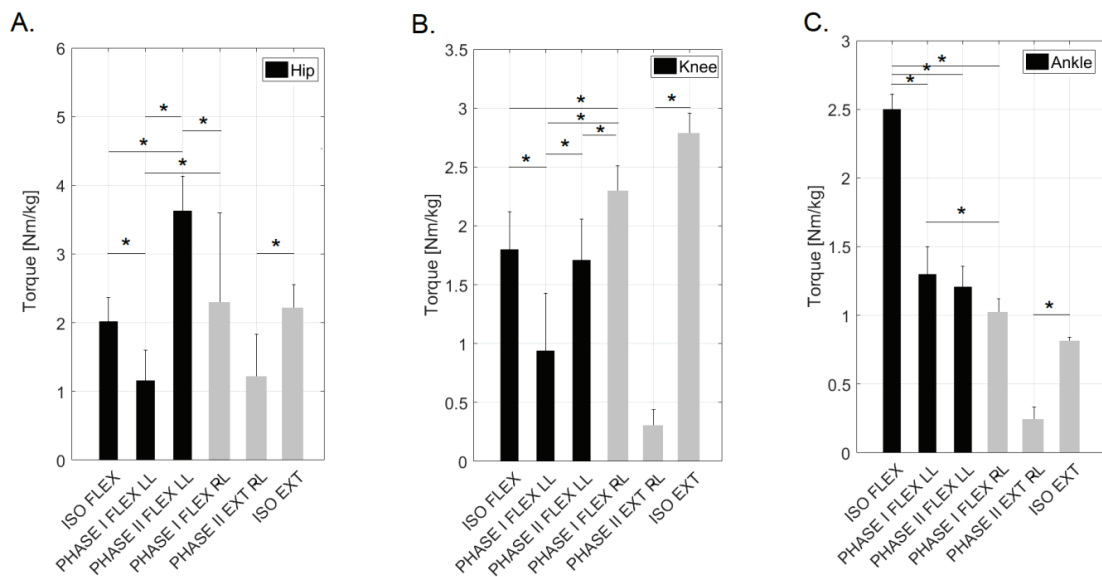 A.
Hip
Torque [Nm/kg]
6
5
4
3
2
1
0
*
*
*
*
*
*
*
ISO FLEX
PHASE I FLEX LL
PHASE II FLEX LL
PHASE I FLEX RL
PHASE II EXT RL
ISO EXT
B.
Knee
Torque [Nm/kg]
3.5
3
2.5
2
1.5
1
0.5
0
*
*
*
*
*
*
ISO FLEX
PHASE I FLEX LL
PHASE II FLEX LL
PHASE I FLEX RL
PHASE II EXT RL
ISO EXT
C.
Ankle
Torque [Nm/kg]
3
2.5
2
1.5
1
0.5
0
*
*
*
*
*
ISO FLEX
PHASE I FLEX LL
PHASE II FLEX LL
PHASE I FLEX RL
PHASE II EXT RL
ISO EXT